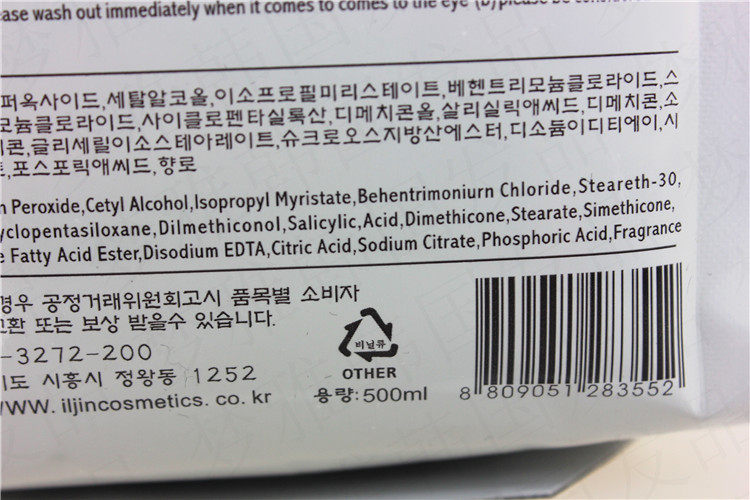 ease wash out immediately when it comes to comes to the eye (b)please be
퍼옥사이드,세탈알코올,이소프로필미리스테이트,베헨트리모늄클로라이드,스
모늄클로라이드,사이클로펜타실록산,디메치콘올,살리실릭애씨드,디메치콘,소
콘,글리세릴이소스테아레이트,슈크로오스지방산에스터,디소듐이디티에이,시
포스포릭애씨드,향로
n Peroxide,Cetyl Alcohol,Isopropyl Myristate,Behentrimoniurn Chloride,Steareth-30,
yclopentasiloxane,Dilmethiconol,Salicylic,Acid,Dimethicone,Stearate,Simethicone,
e Fatty Acid Ester,Disodium EDTA,Citric Acid,Sodium Citrate,Phosphoric Acid,Fragrance
경우 공정거래위원회고시 품목별 소비자
교환 또는 보상 받을수 있습니다.
-3272-200
기도 시흥시 정왕동 1252
WWW. iljincosmetics. co. kr
비닐류
OTHER
용량:500ml
8 809051 283552